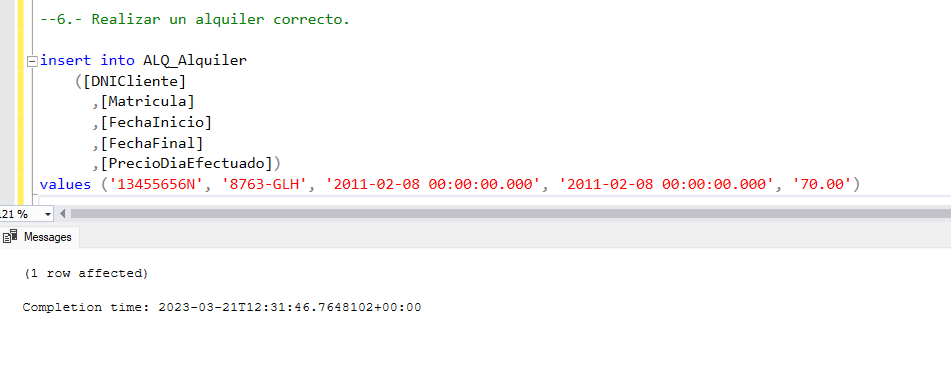 --6.- Realizar un alquiler correcto.
insert into ALQ_Alquiler
([DNICliente]
,[Matricula]
,[FechaInicio]
,[FechaFinal]
,[PrecioDiaEfectuado])
values ('13455656N', '8763-GLH', '2011-02-08 00:00:00.000', '2011-02-08 00:00:00.000', '70.00')
121 %
Messages
(1 row affected)
Completion time: 2023-03-21T12:31:46.7648102+00:00